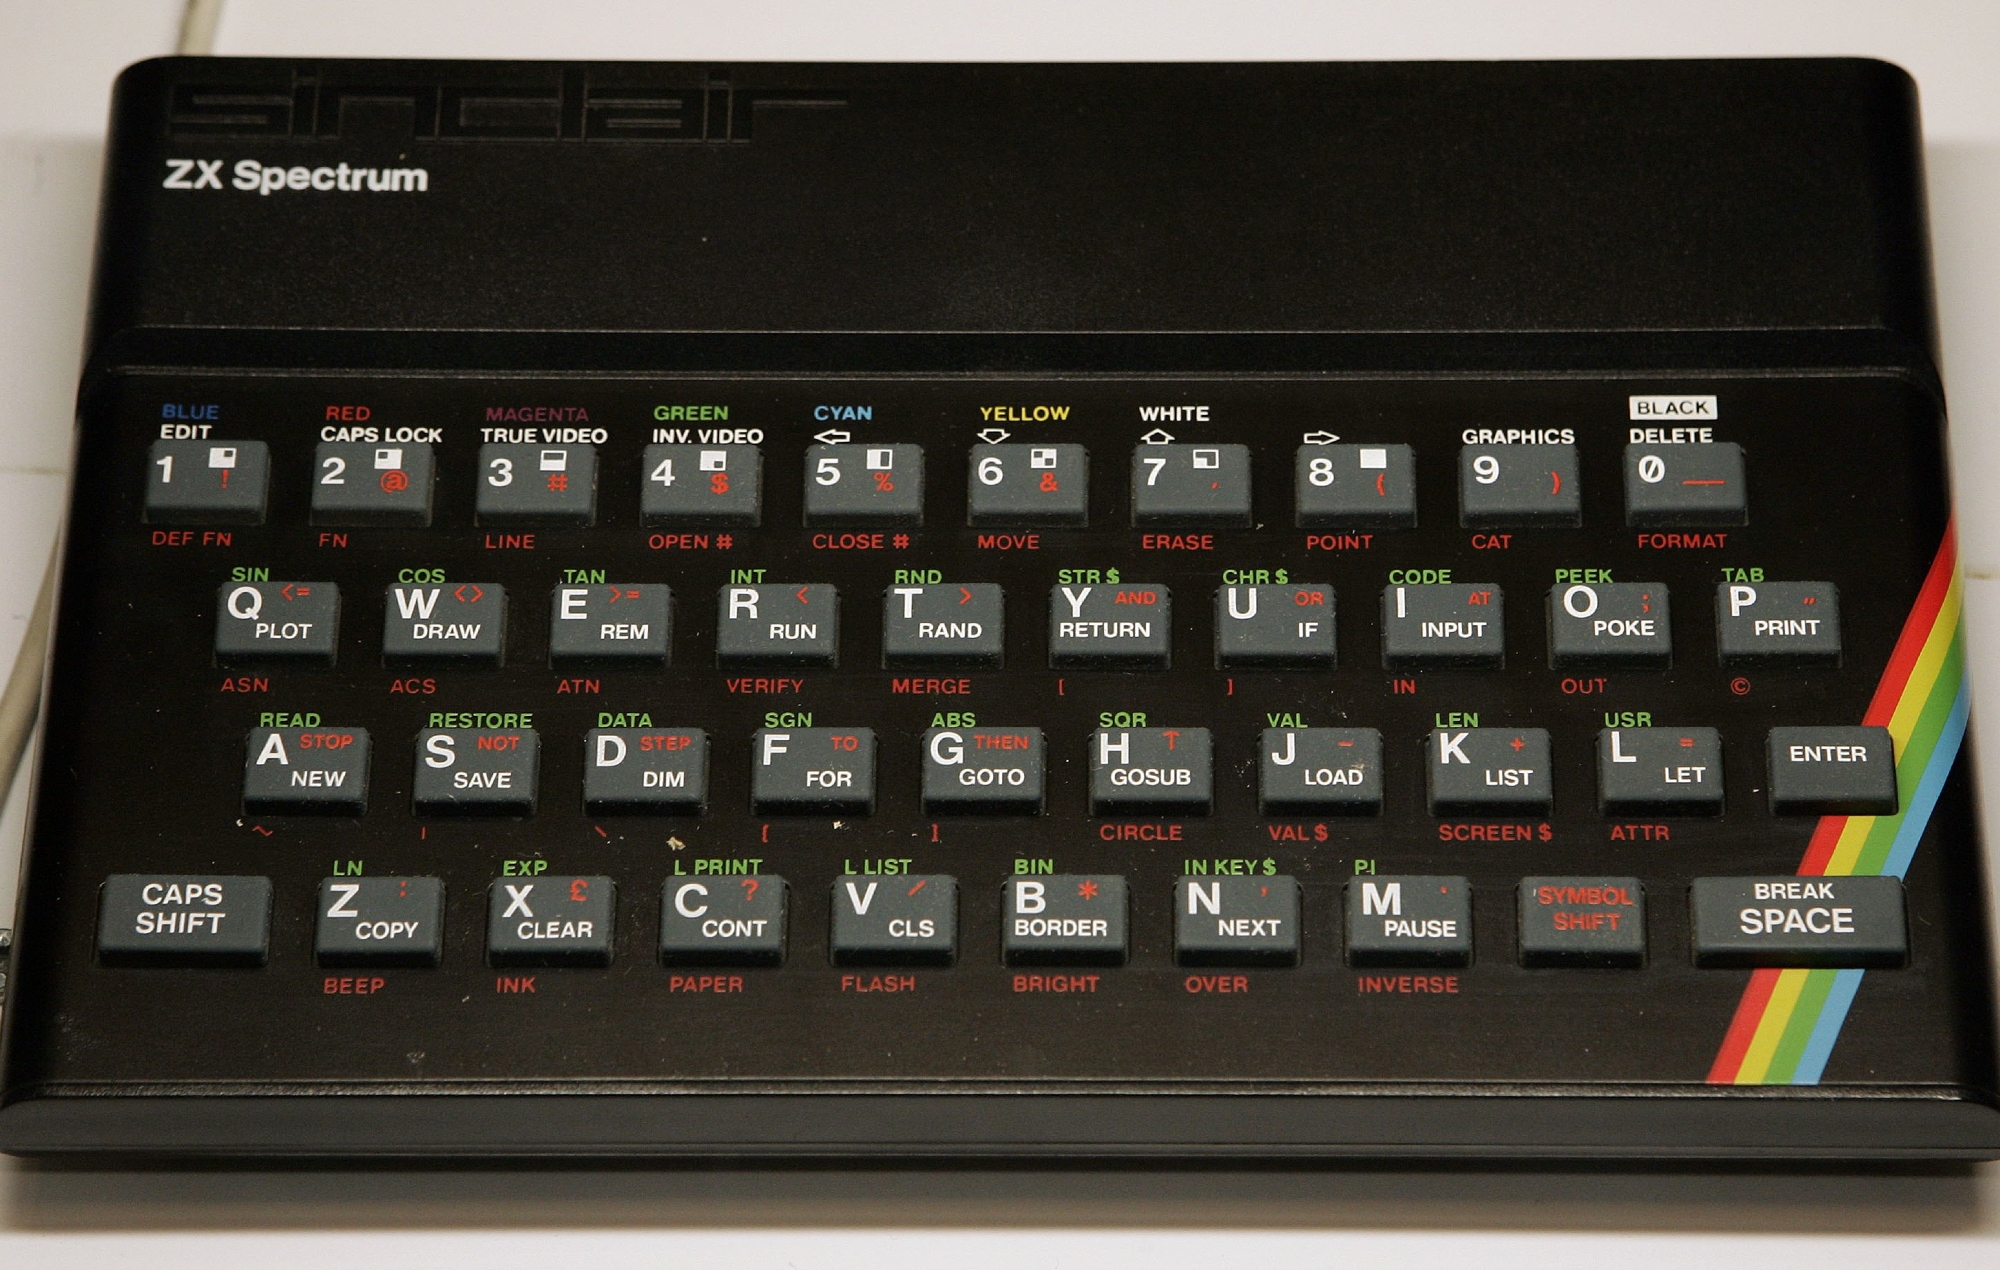 sinclair
ZX Spectrum
BLUE RED MAGENTA GREEN CYAN YELLOW WHITE BLACK
EDIT CAPS LOCK TRUE VIDEO INV. VIDEO GRAPHICS DELETE
1 ! 2 @ 3 # 4 $ 5 % 6 & 7 ' 8 ( 9 ) 0 _
DEF FN FN LINE OPEN # CLOSE # MOVE ERASE POINT CAT FORMAT
SIN COS TAN INT RND STR $ CHR $ CODE PEEK TAB
Q <= W <> E >= R < T > Y AND U OR I AT O ; P "
PLOT DRAW REM RUN RAND RETURN IF INPUT POKE PRINT
ASN ACS ATN VERIFY MERGE [ ] IN OUT ©
READ RESTORE DATA SGN ABS SQR VAL LEN USR
A STOP S NOT D STEP F TO G THEN H ↑ J − K + L = ENTER
NEW SAVE DIM FOR GOTO GOSUB LOAD LIST LET
~ | \ [ ] CIRCLE VAL $ SCREEN $ ATTR
LN EXP L PRINT L LIST BIN IN KEY $ PI
CAPS Z : X £ C ? V / B * N , M . SYMBOL BREAK
SHIFT COPY CLEAR CONT CLS BORDER NEXT PAUSE SHIFT SPACE
BEEP INK PAPER FLASH BRIGHT OVER INVERSE